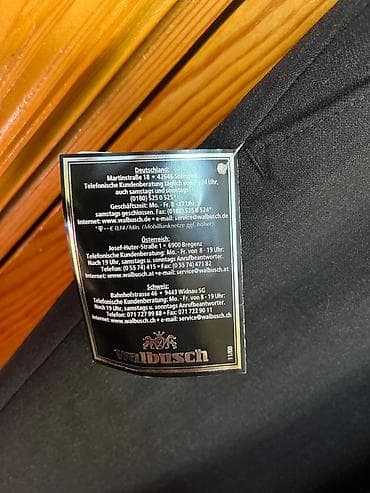 Deutschland:
Martinstraße 18 • 42646 Solingen
Telefonische Kundenberatung täglich von 7 - 24 Uhr,
auch samstags und sonntags!
(0180) 525 0 525*
Geschäftszeit: Mo. - Fr. 8 - 17 Uhr,
samstags geschlossen. Fax: (0180) 525 0 524*
Internet: www.walbusch.de • e-mail: service@walbusch.de
€ 0,14 / Min. (Mobilfunknetze ggf. höher)
Österreich:
Josef-Huter-Straße 1 • 6900 Bregenz
Telefonische Kundenberatung: Mo. - Fr. von 8 - 19 Uhr:
Nach 19 Uhr, samstags u. sonntags Anrufbeantworter.
Telefon: (0 55 74) 415 • Fax: (0 55 74) 471 82
Internet: www.walbusch.at • e-mail: service@walbusch.at
Schweiz:
Bahnhofstrasse 46 • 9443 Widnau SG
Telefonische Kundenberatung: Mo. - Fr. von 8 - 19 Uhr:
Nach 19 Uhr, samstags u. sonntags Anrufbeantworter.
Telefon: 071 727 99 88 • Fax: 071 722 90 11
Internet: www.walbusch.ch • e-mail: service@walbusch.ch
walbusch